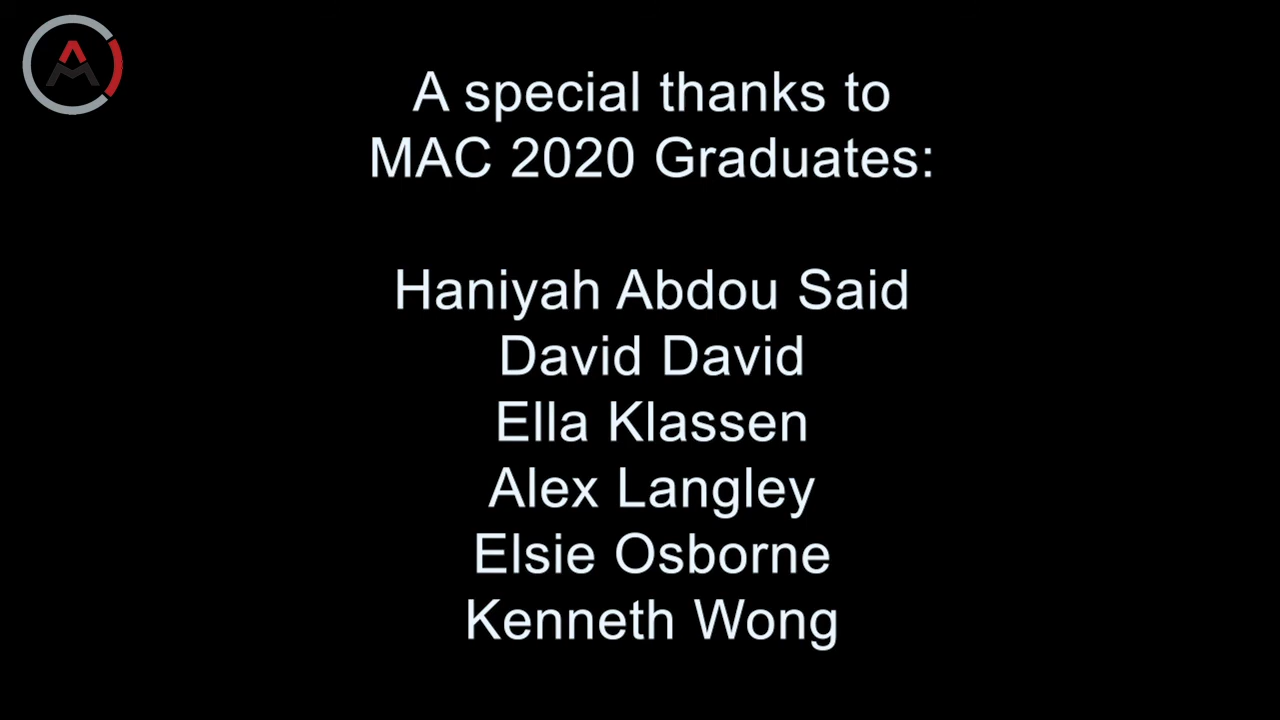 A special thanks to
MAC 2020 Graduates:
Haniyah Abdou Said
David David
Ella Klassen
Alex Langley
Elsie Osborne
Kenneth Wong